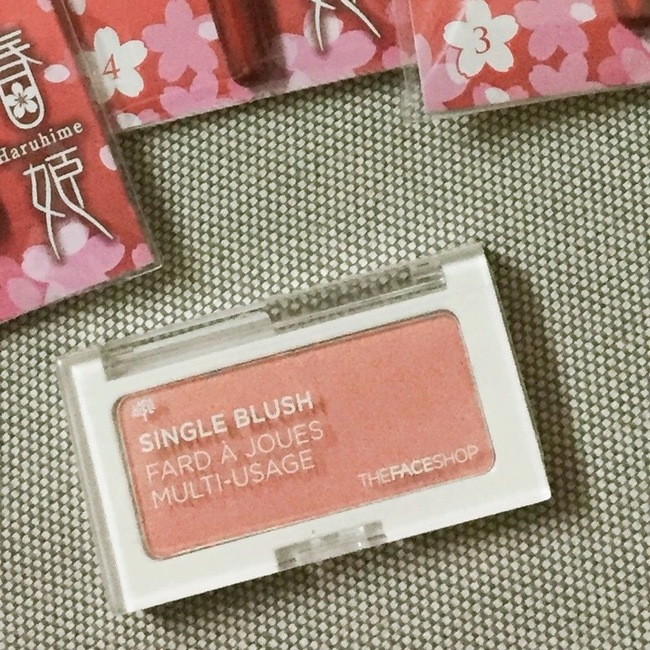 春
Haruhime
姫
4
3
SINGLE BLUSH
FARD À JOUES
MULTI-USAGE
THEFACESHOP